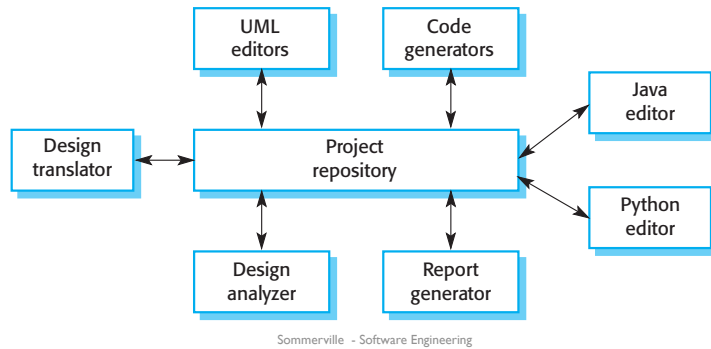 UML
editors
Code
generators
Java
editor
Design
translator
Project
repository
Python
editor
Design
analyzer
Report
generator
Sommerville - Software Engineering